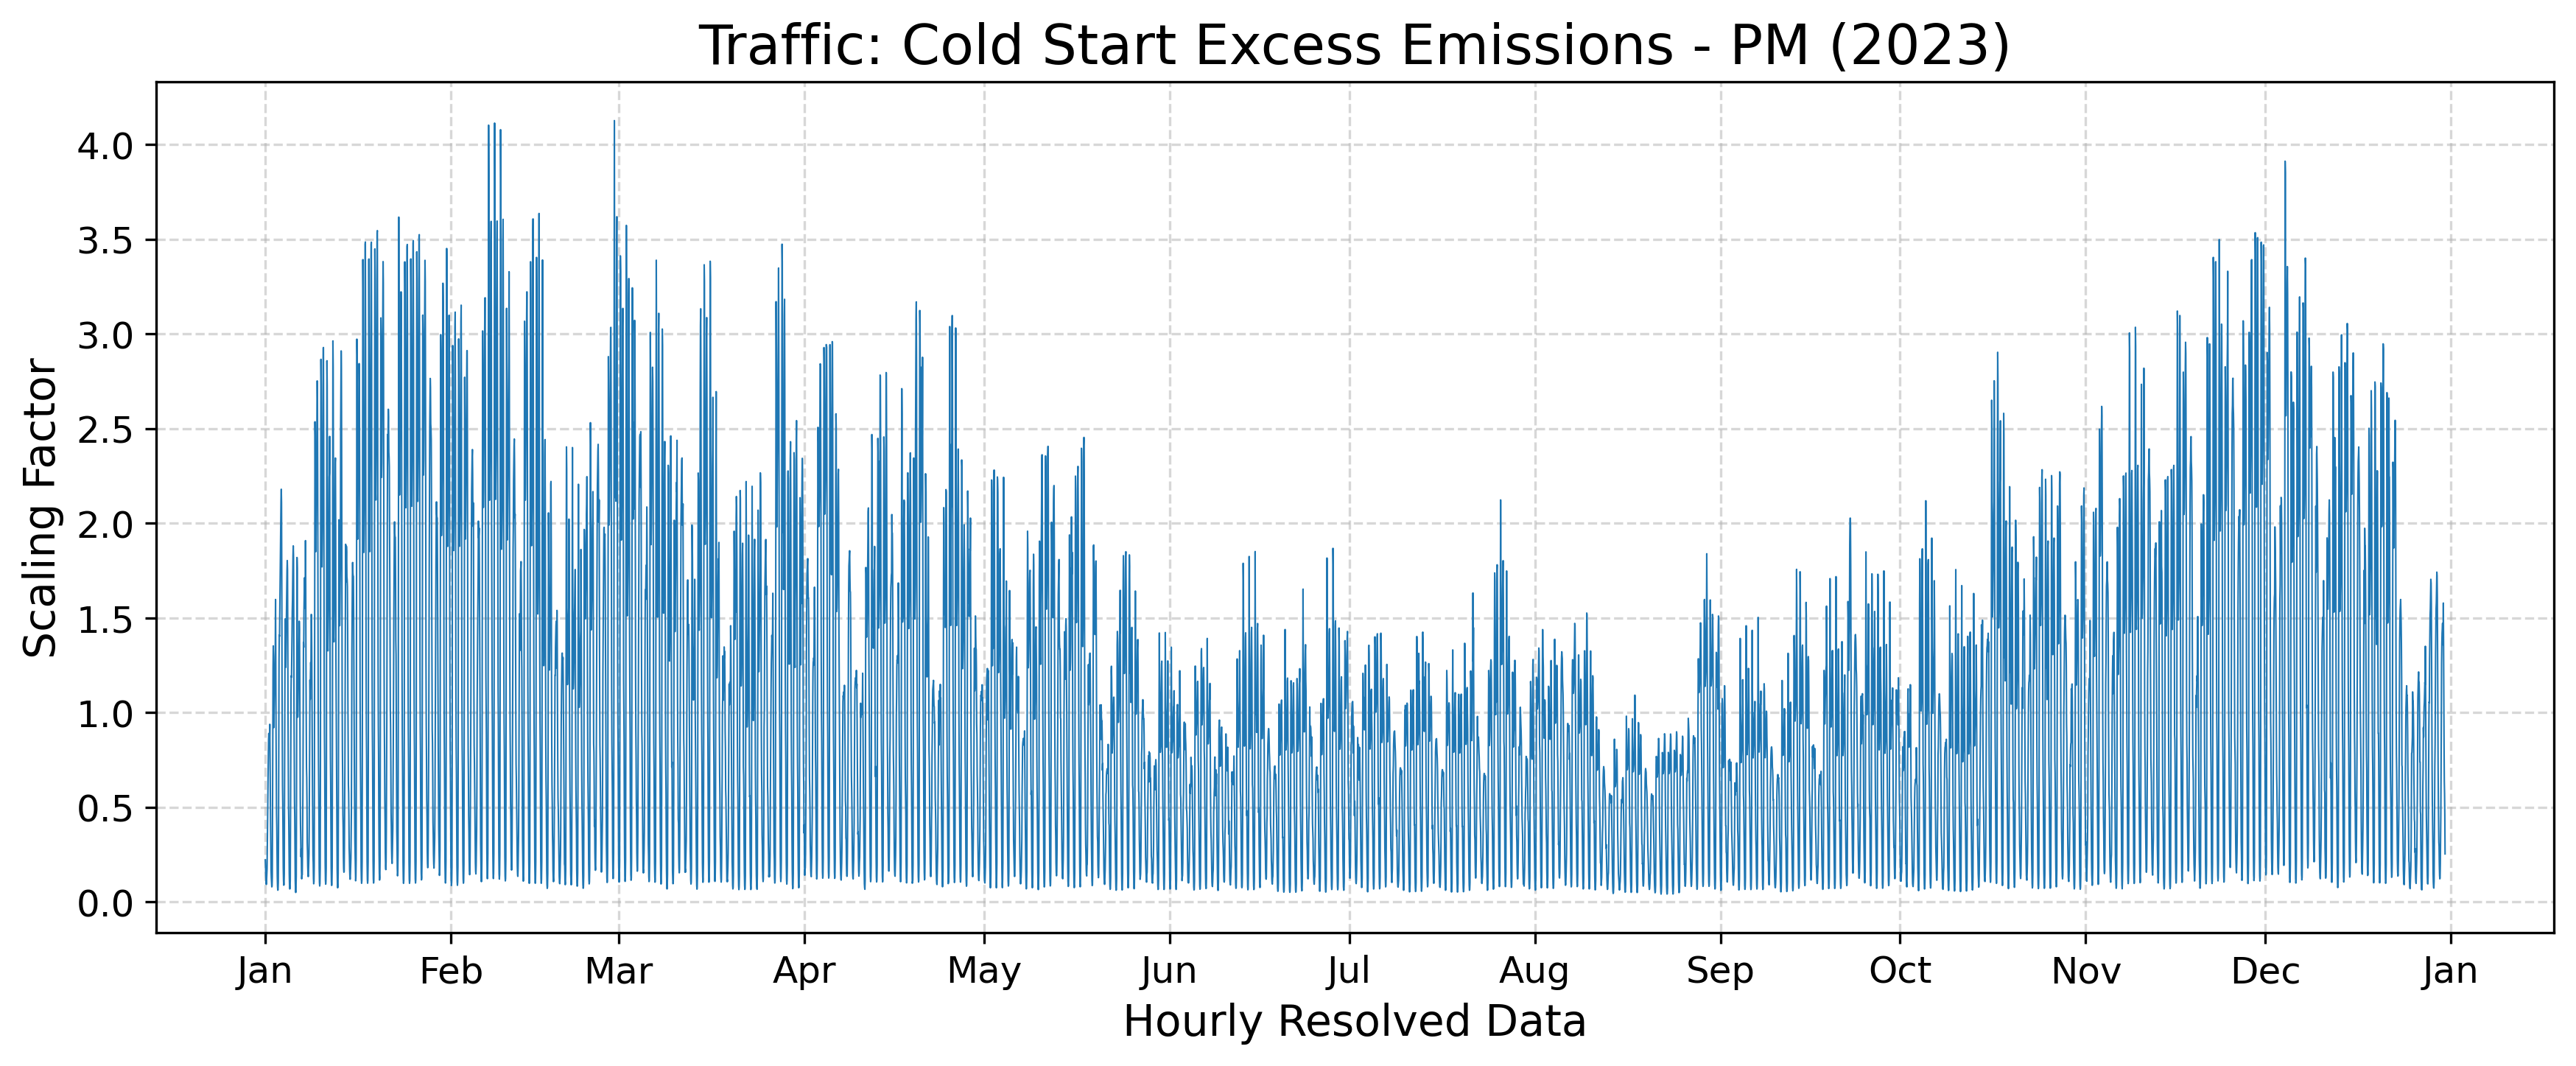 Traffic: Cold Start Excess Emissions - PM (2023)
Scaling Factor
4.0
3.5
3.0
2.5
2.0
1.5
1.0
0.5
0.0
Jan Feb Mar Apr May Jun Jul Aug Sep Oct Nov Dec Jan
Hourly Resolved Data